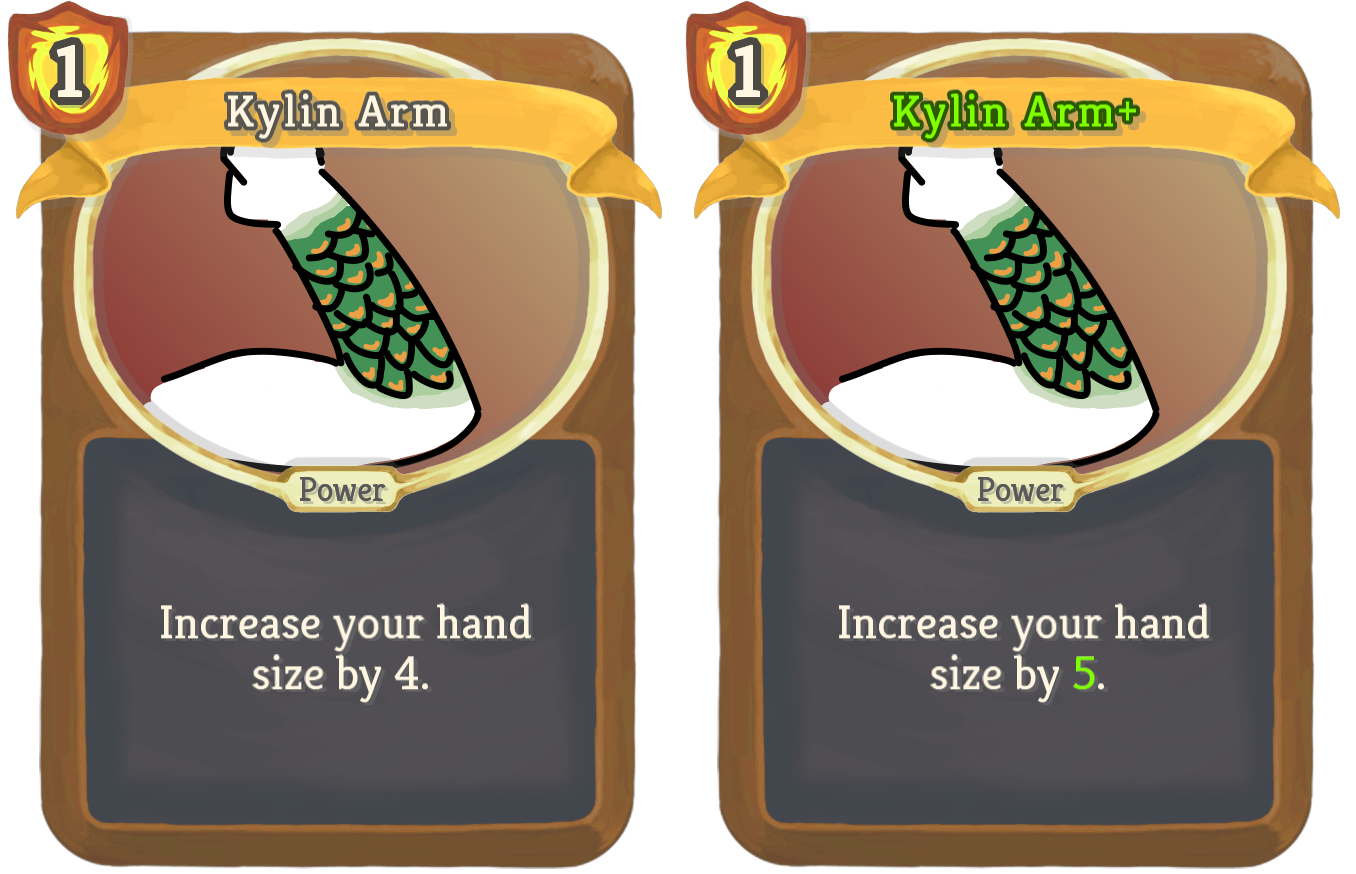 1
Kylin Arm
Power
Increase your hand
size by 4.
1
Kylin Arm+
Power
Increase your hand
size by 5.